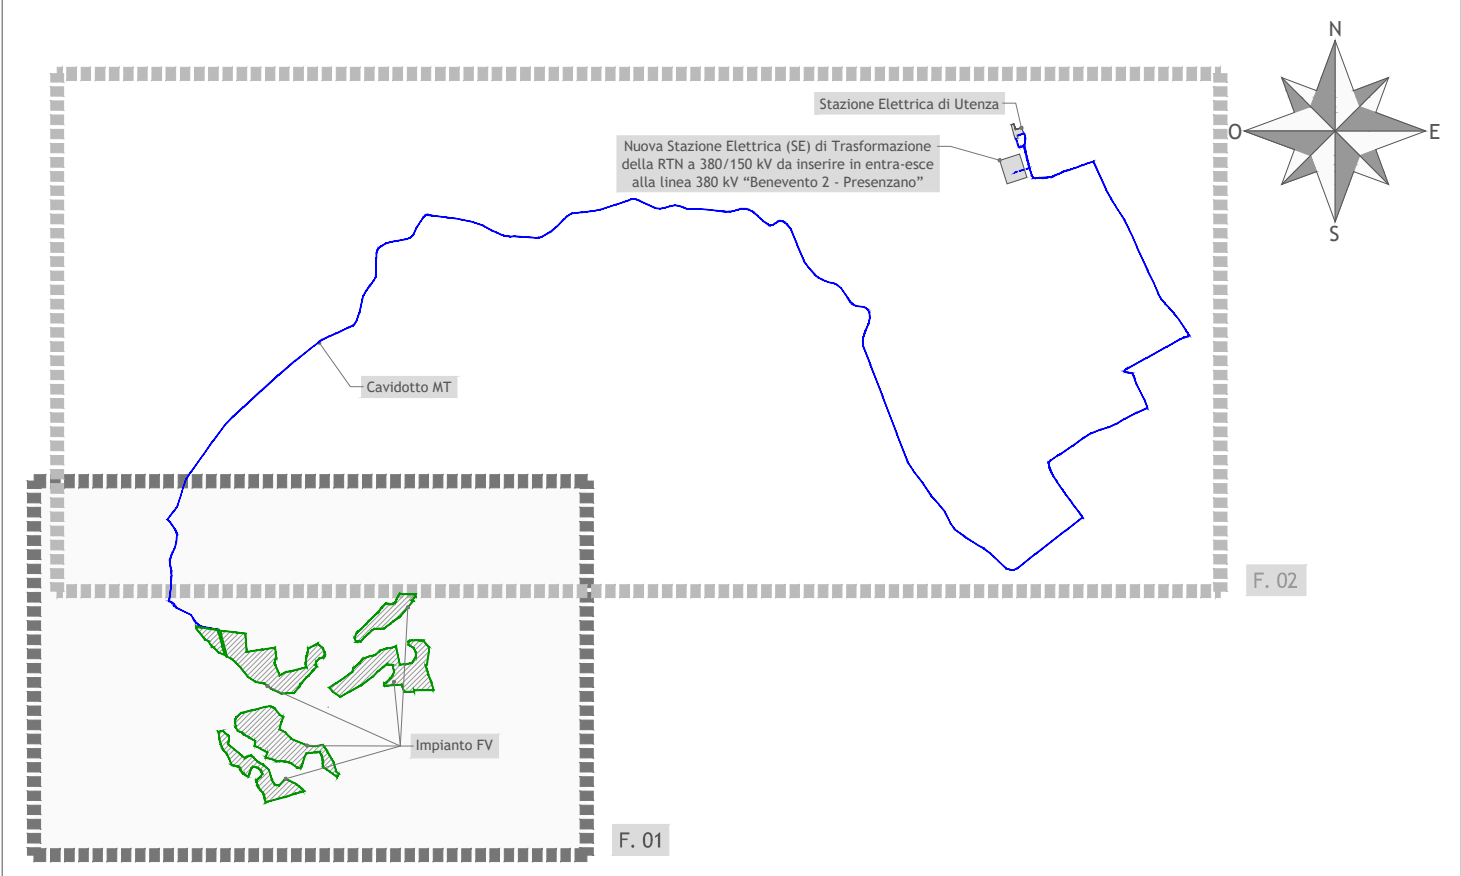 N
Stazione Elettrica di Utenza
O
E
Nuova Stazione Elettrica (SE) di Trasformazione
della RTN a 380/150 kV da inserire in entra-esce
alla linea 380 kV “Benevento 2 - Presenzano”
S
Cavidotto MT
F. 02
Impianto FV
F. 01